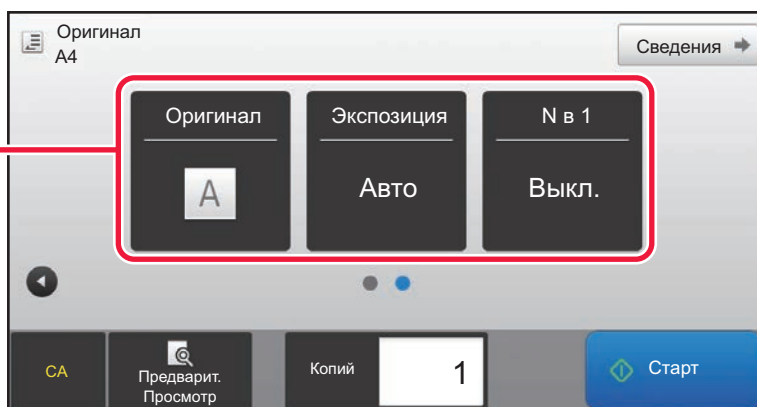 Оригинал
A4
Сведения
Оригинал
Экспозиция
N в 1
A
Авто
Выкл.
CA
Предварит.
Просмотр
Копий
1
Старт